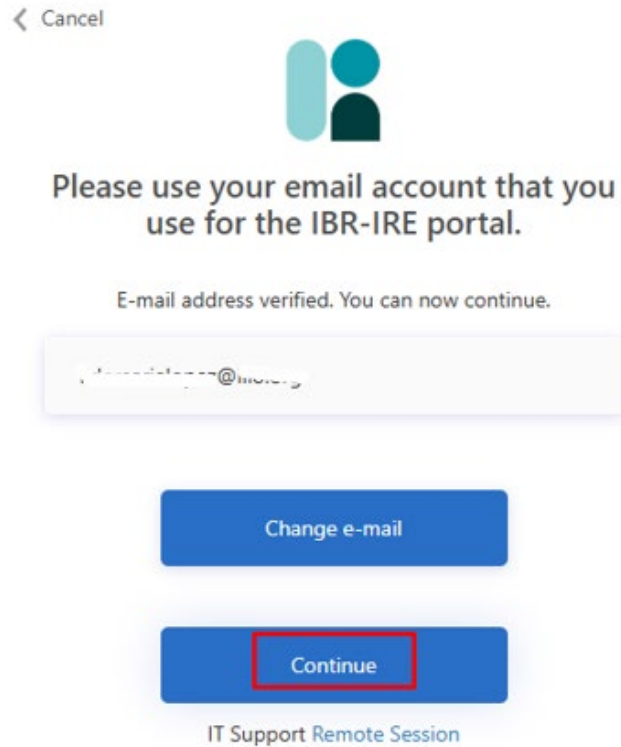 Cancel
Please use your email account that you
use for the IBR-IRE portal.
E-mail address verified. You can now continue.
Change e-mail
Continue
IT Support Remote Session